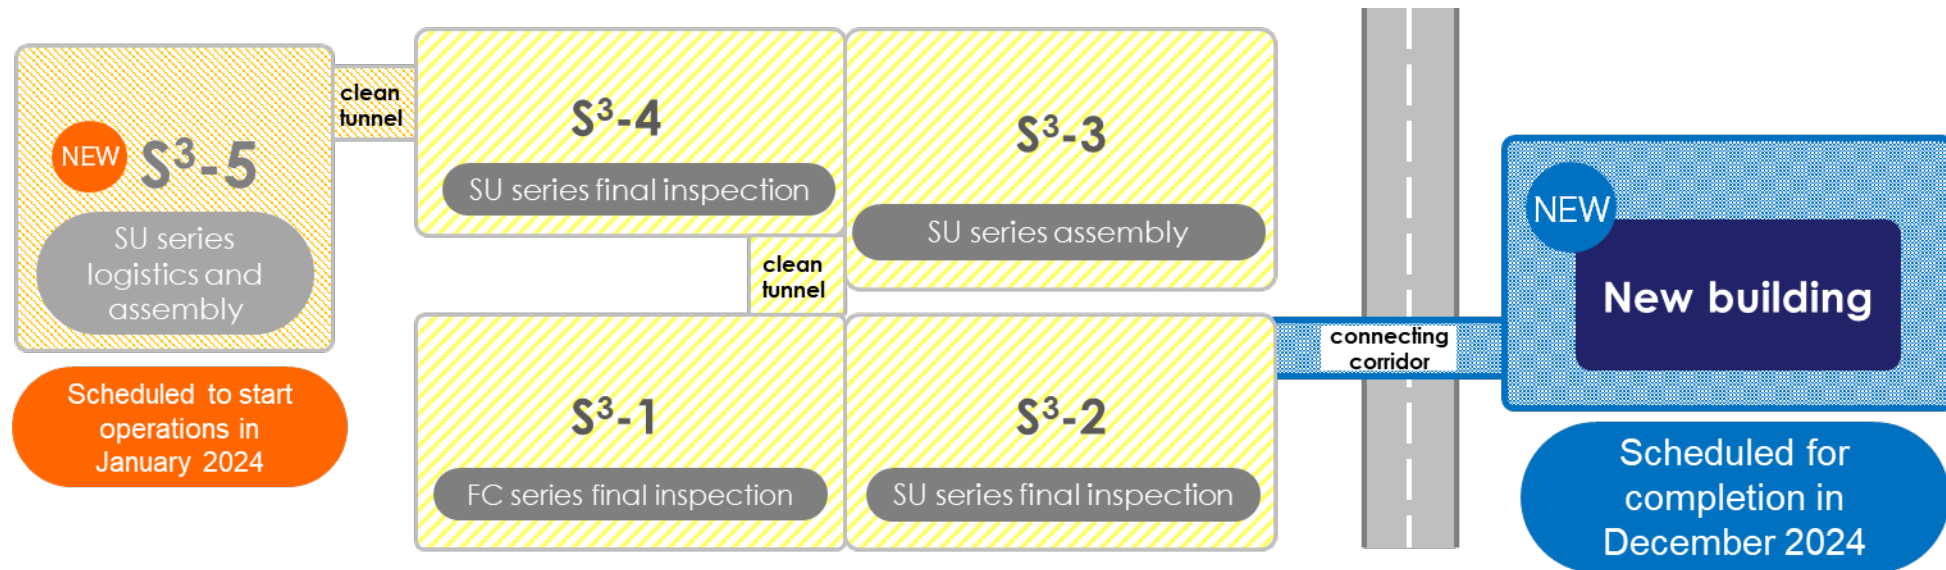 NEW
S³-5
SU series
logistics and
assembly
Scheduled to start
operations in
January 2024
clean
tunnel
S³-4
SU series final inspection
S³-3
SU series assembly
clean
tunnel
S³-1
FC series final inspection
S³-2
SU series final inspection
connecting
corridor
NEW
New building
Scheduled for
completion in
December 2024